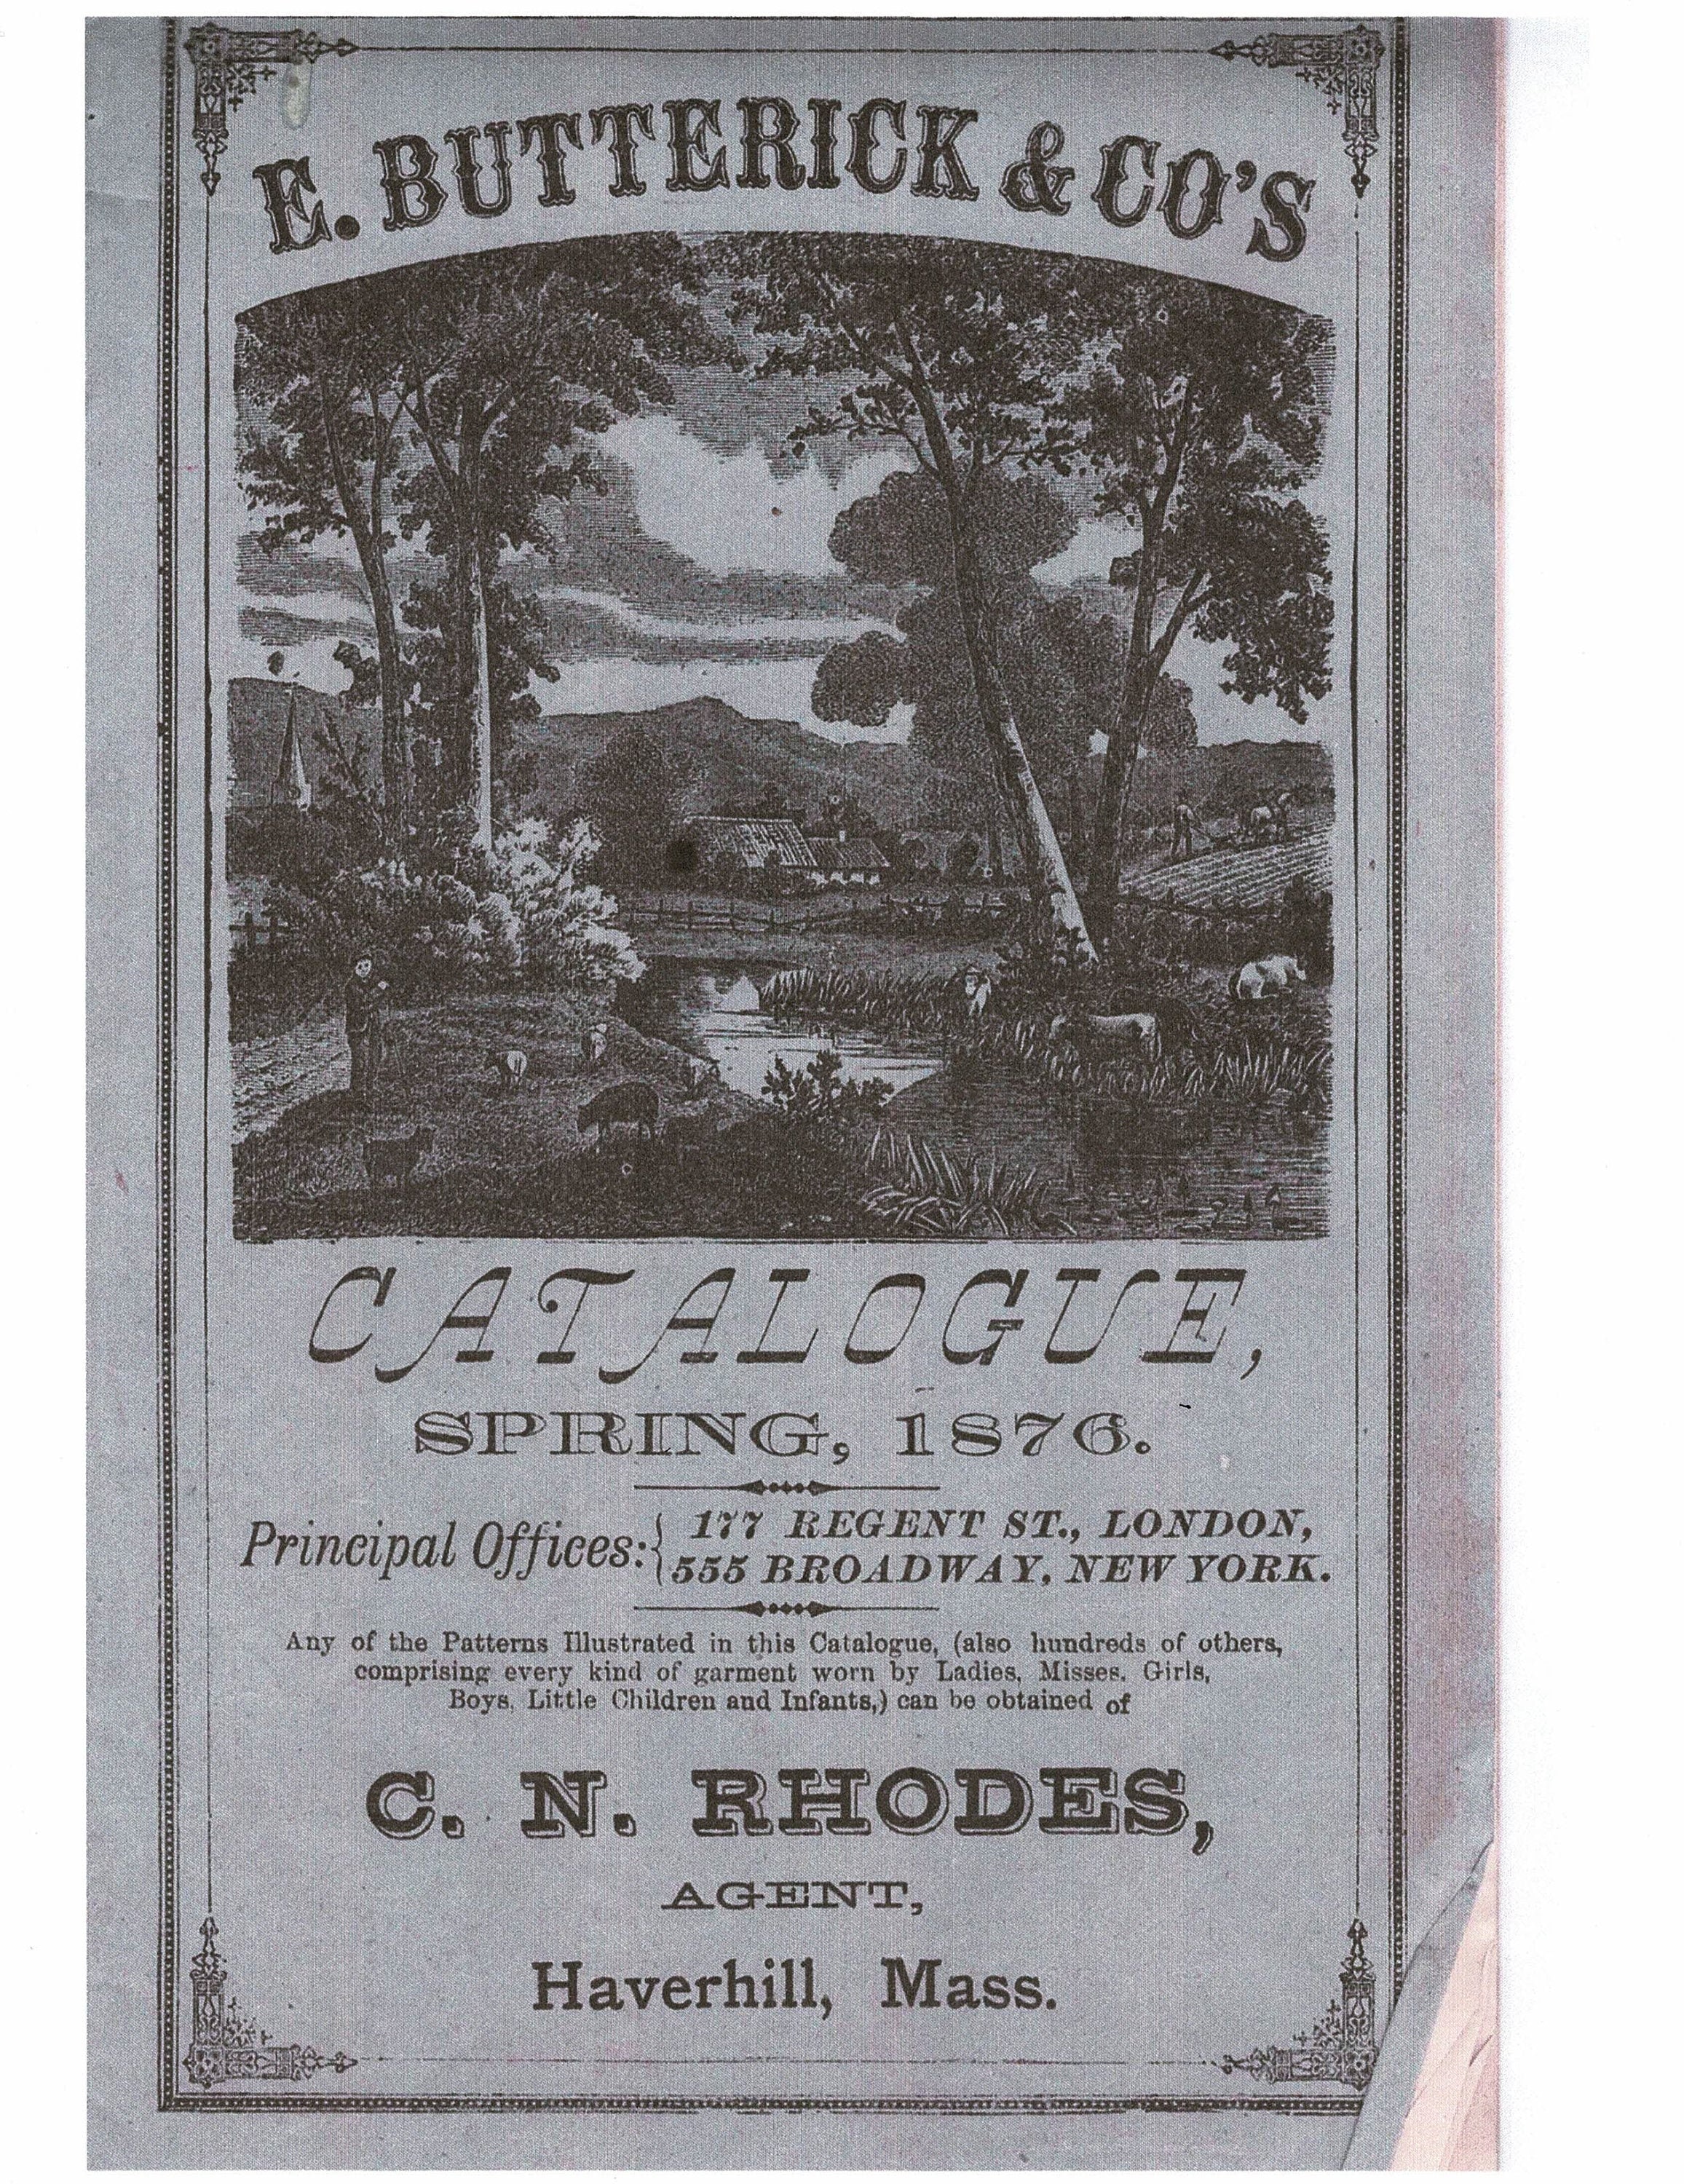 E. BUTTERICK & CO'S
CATALOGUE,
SPRING, 1876.
Principal Offices: { 177 REGENT ST., LONDON,
555 BROADWAY, NEW YORK.
Any of the Patterns Illustrated in this Catalogue, (also hundreds of others,
comprising every kind of garment worn by Ladies, Misses, Girls,
Boys, Little Children and Infants,) can be obtained of
C. N. RHODES,
AGENT,
Haverhill, Mass.